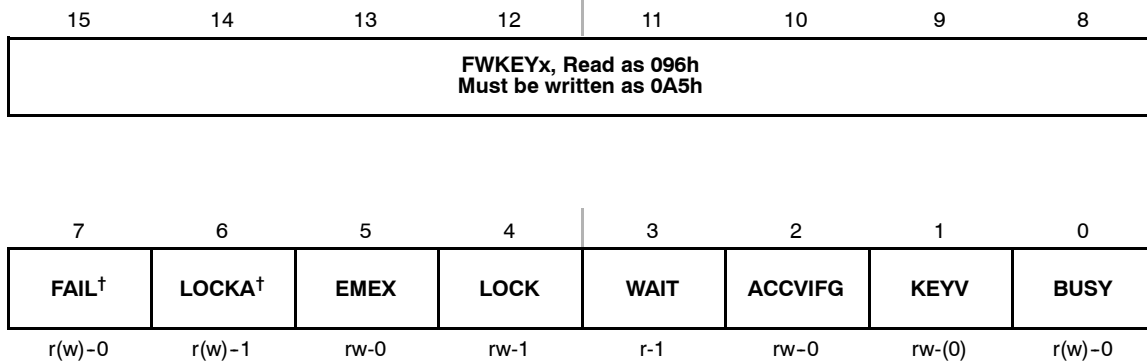 15 14 13 12 11 10 9 8
FWKEYx, Read as 096h
Must be written as 0A5h
7 6 5 4 3 2 1 0
FAIL† LOCKA† EMEX LOCK WAIT ACCVIFG KEYV BUSY
r(w)-0 r(w)-1 rw-0 rw-1 r-1 rw-0 rw-(0) r(w)-0